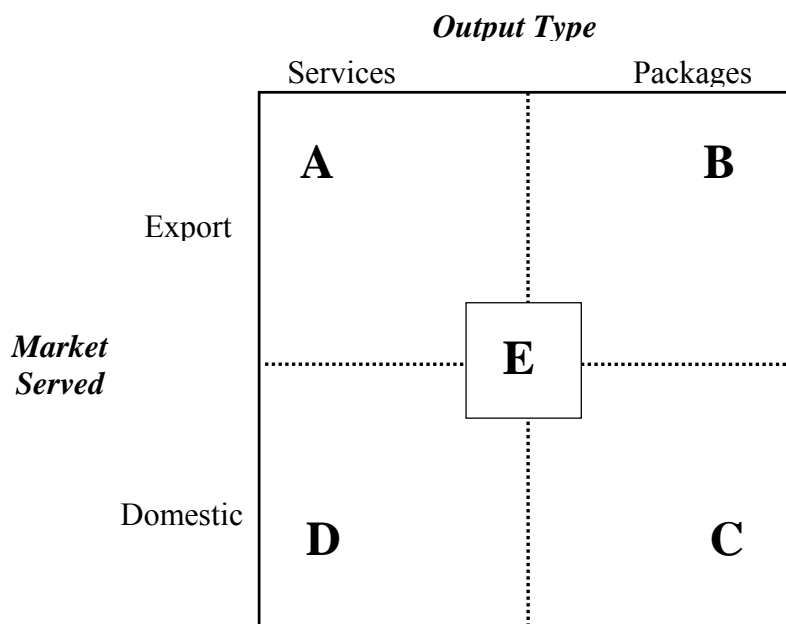 Output Type
Services Packages
A B
Export
E
Market
Served
Domestic
D C